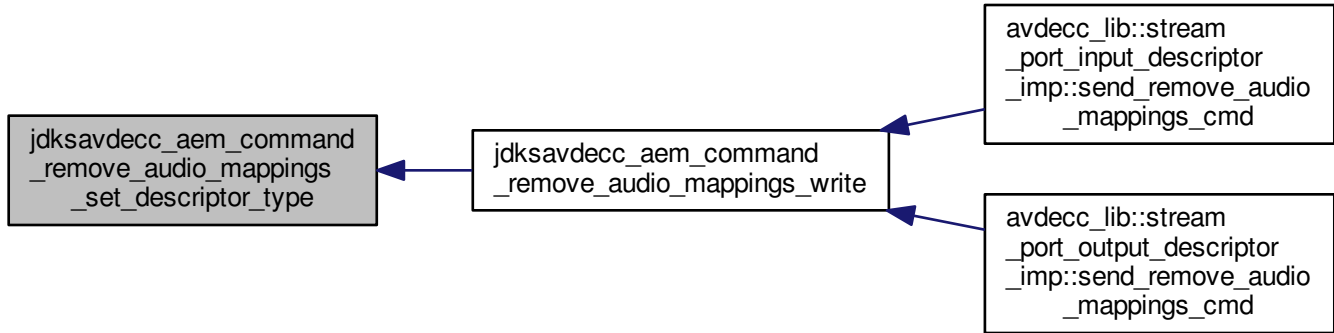 jdksavdecc_aem_command
_remove_audio_mappings
_set_descriptor_type
jdksavdecc_aem_command
_remove_audio_mappings_write
avdecc_lib::stream
_port_input_descriptor
_imp::send_remove_audio
_mappings_cmd
avdecc_lib::stream
_port_output_descriptor
_imp::send_remove_audio
_mappings_cmd